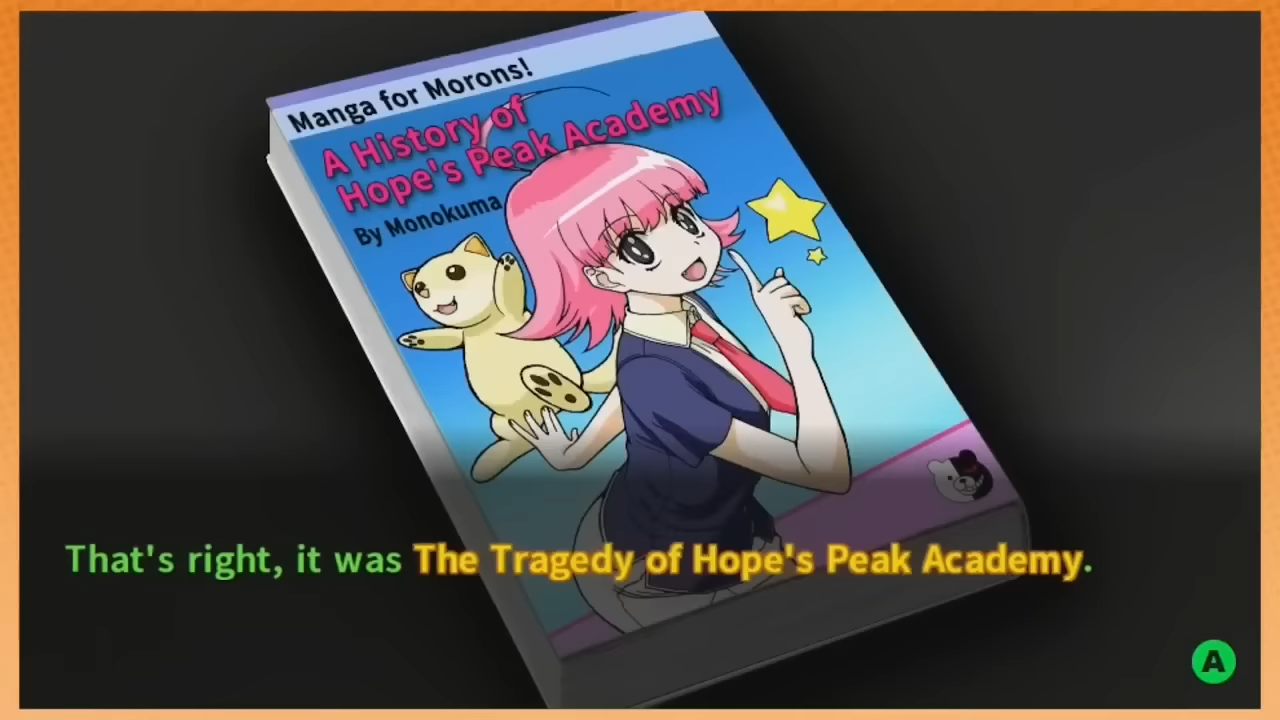 Manga for Morons!
A History of
Hope's Peak Academy
By Monokuma
That's right, it was The Tragedy of Hope's Peak Academy.
A